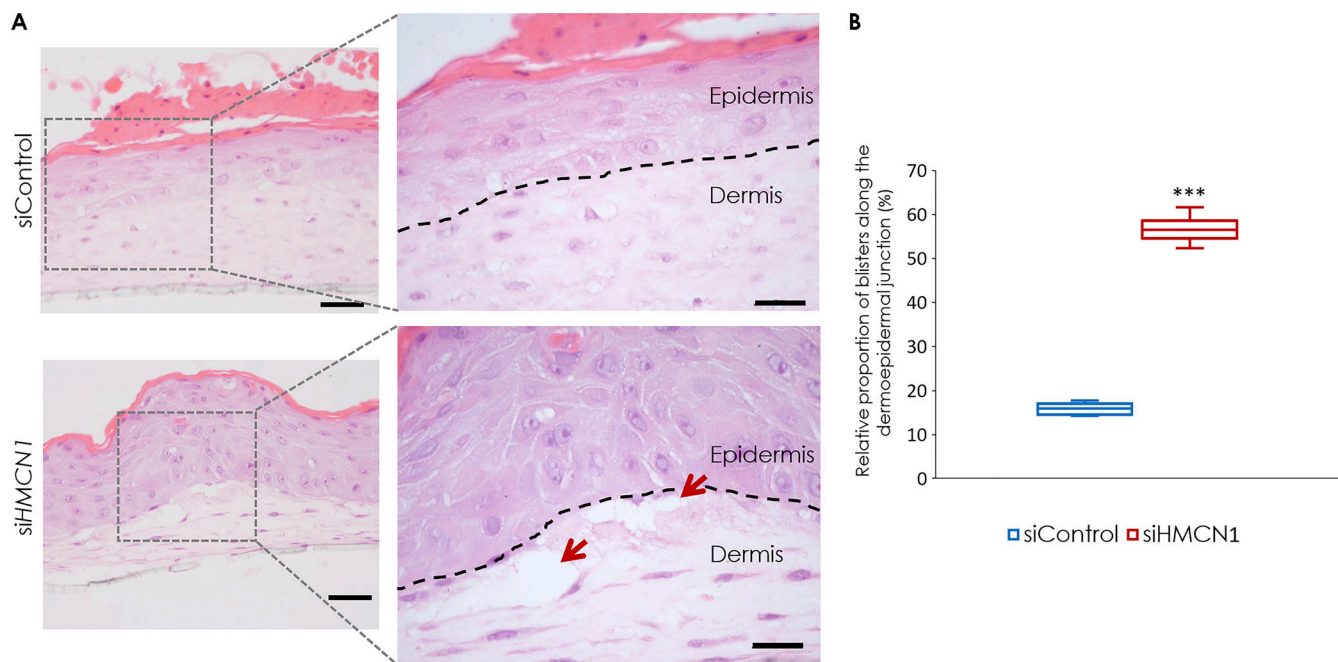 A
siControl
Epidermis
Dermis
siHMCN1
Epidermis
Dermis
B
Relative proportion of blisters along the
dermoepidermal junction (%)
70
60
50
40
30
20
10
0
***
siControl siHMCN1